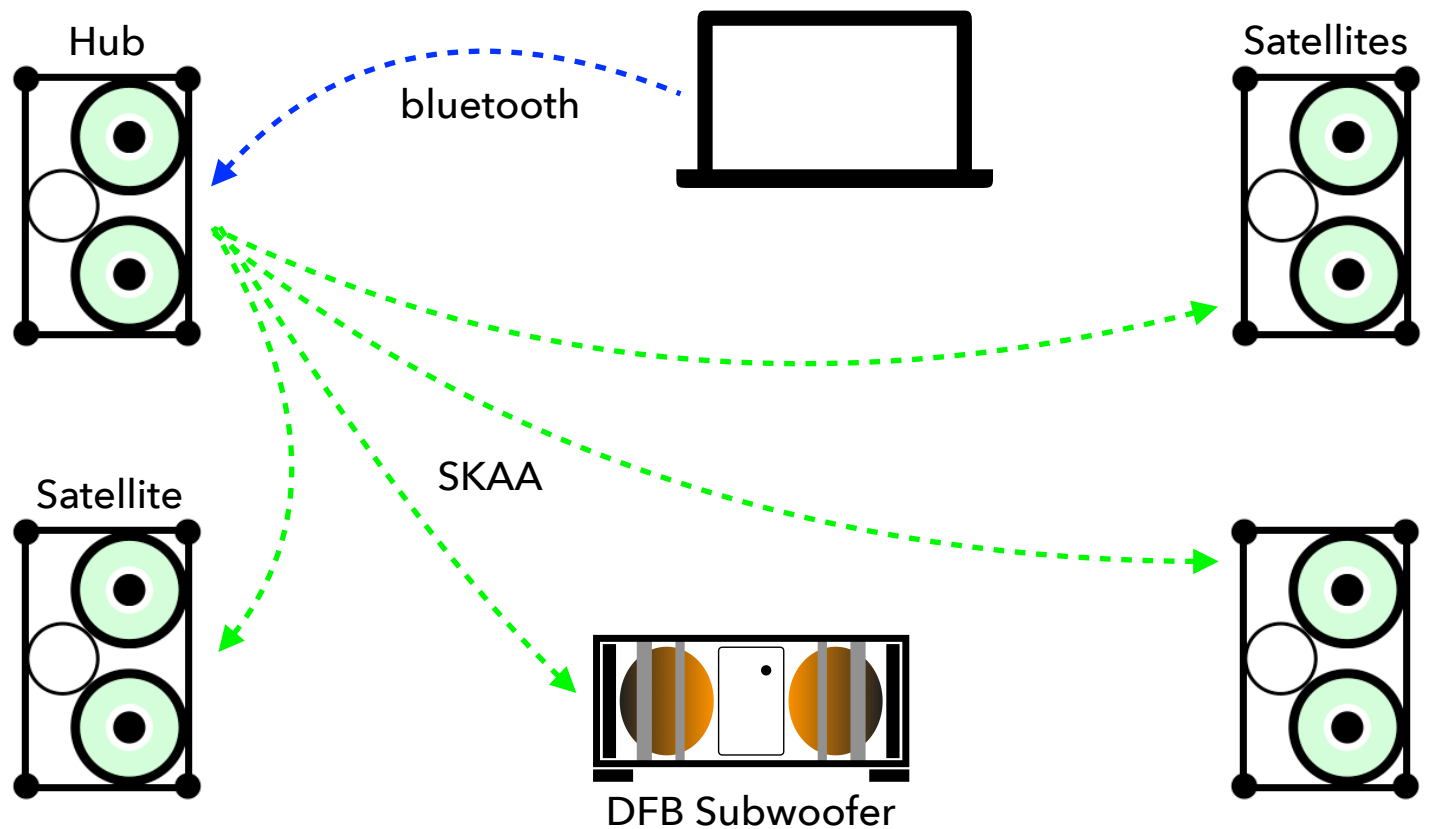 Hub
Satellites
bluetooth
SKAA
Satellite
DFB Subwoofer